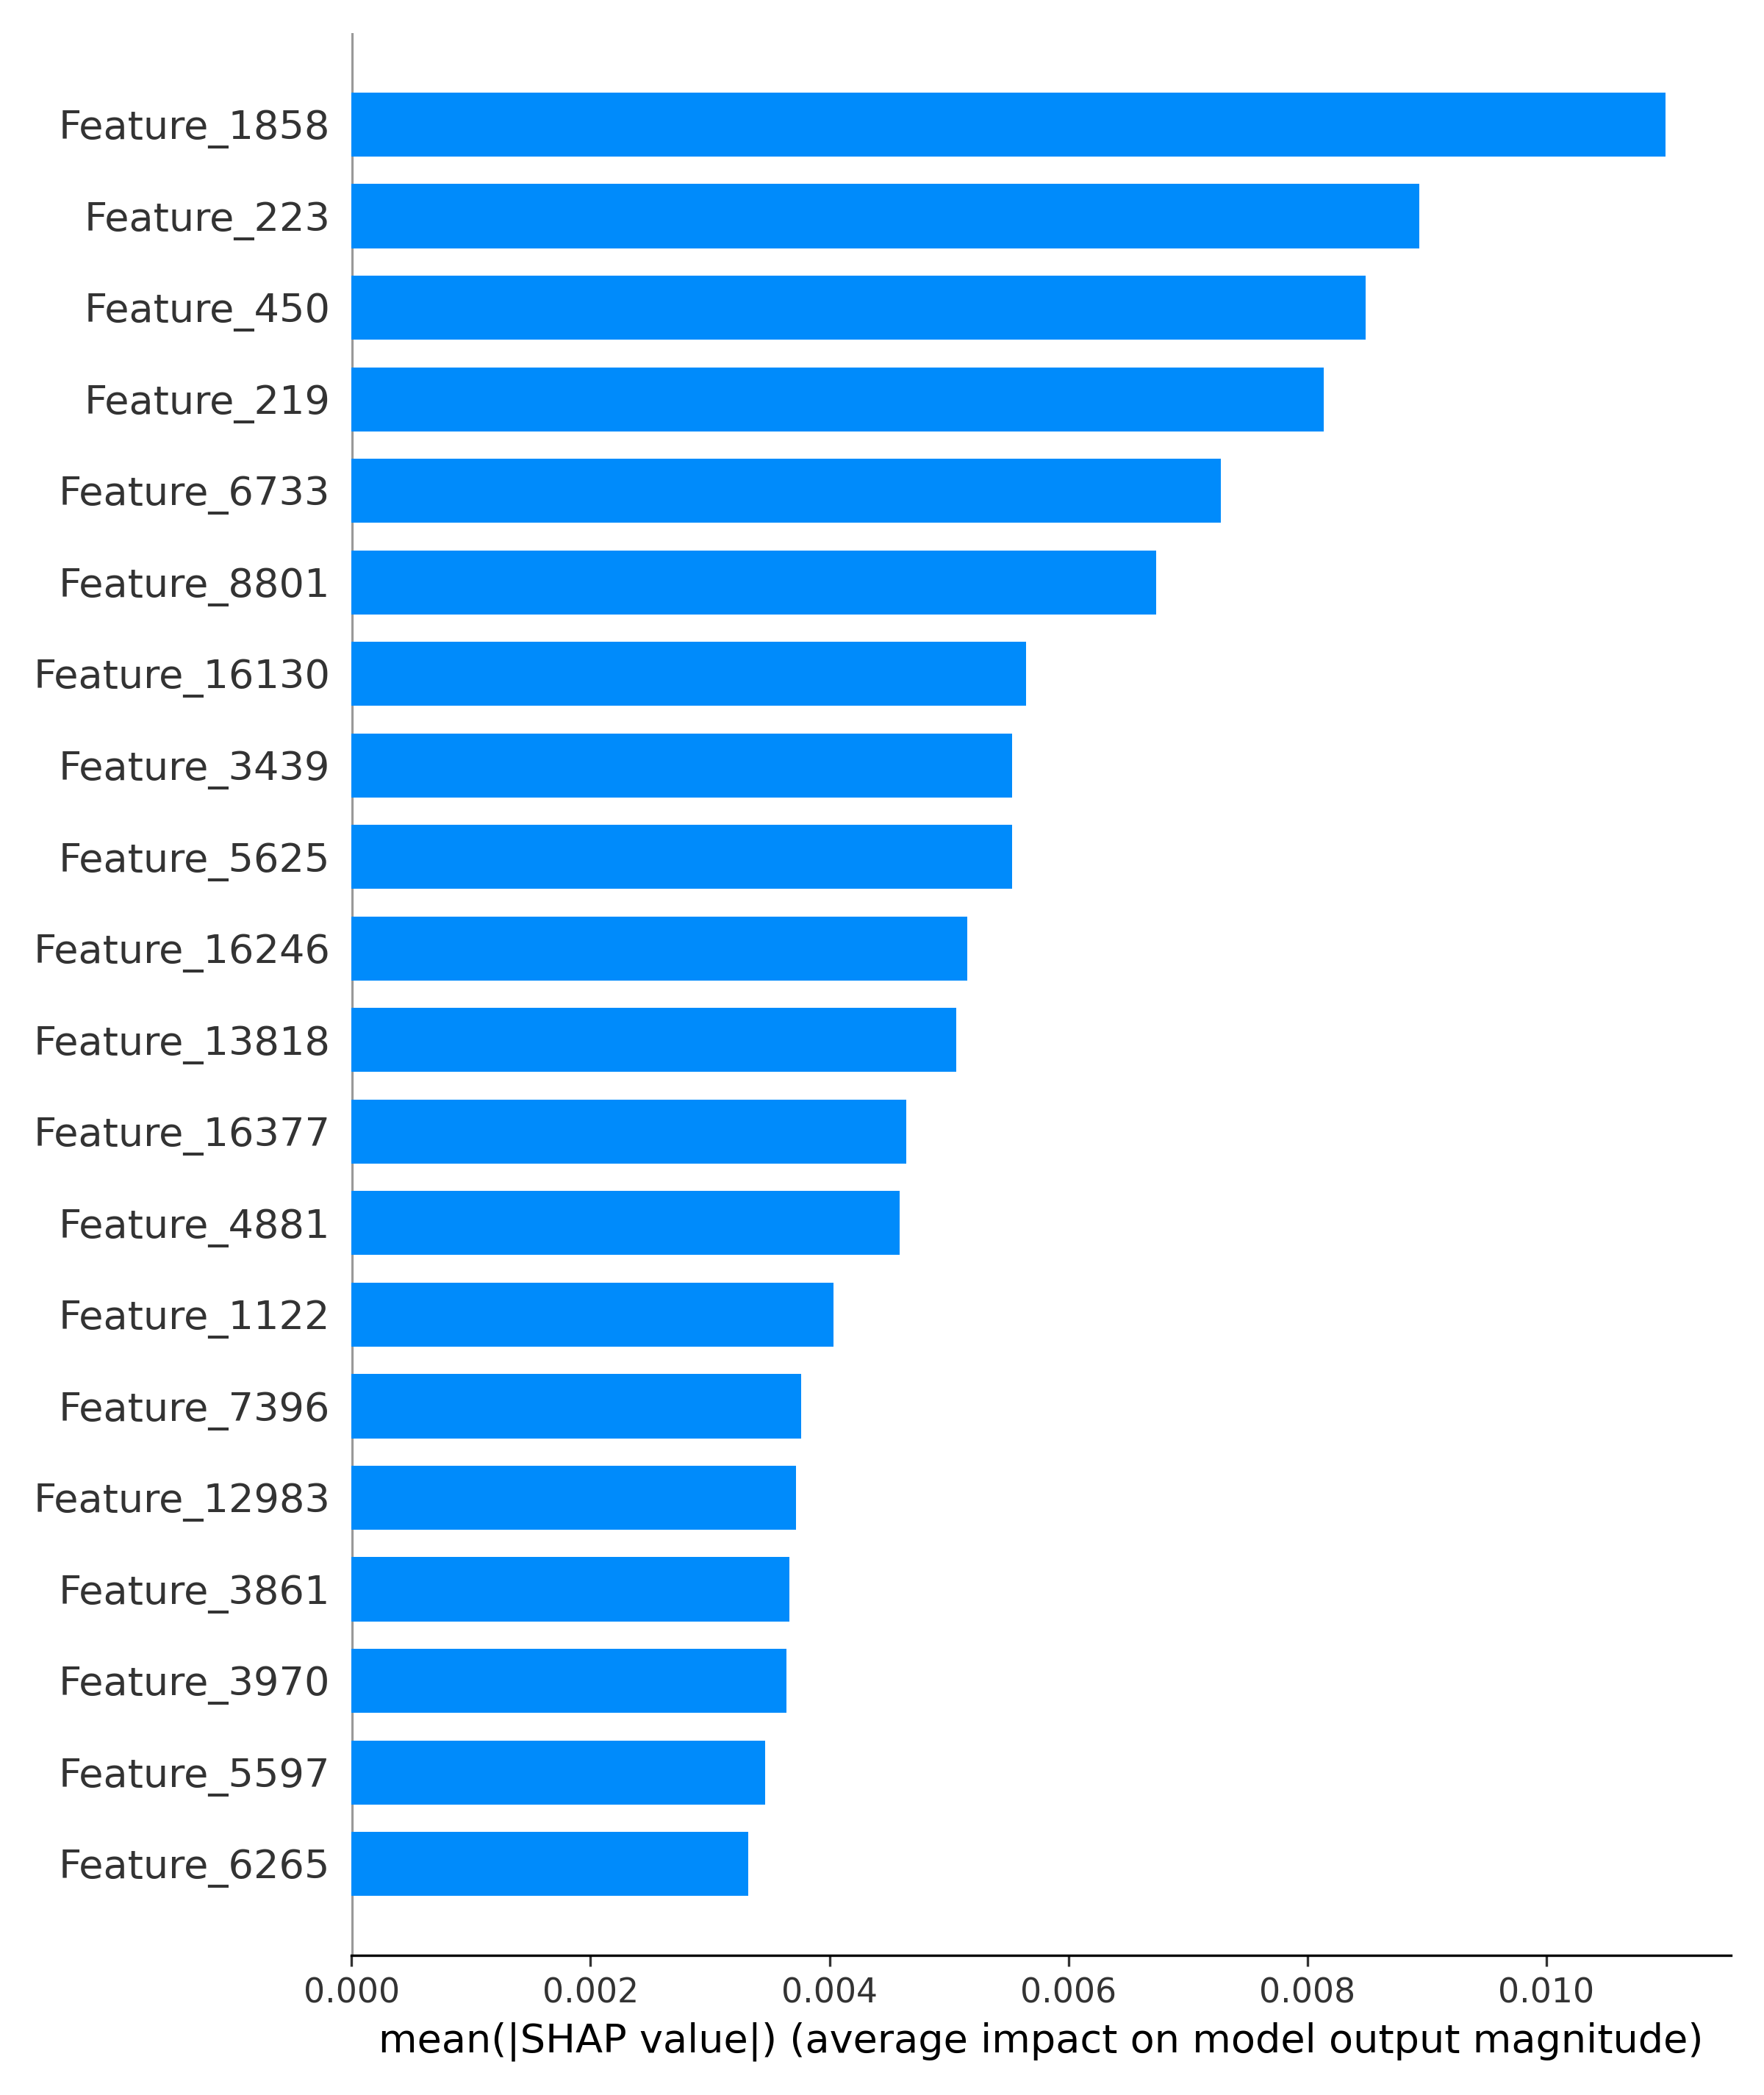 Feature_1858
Feature_223
Feature_450
Feature_219
Feature_6733
Feature_8801
Feature_16130
Feature_3439
Feature_5625
Feature_16246
Feature_13818
Feature_16377
Feature_4881
Feature_1122
Feature_7396
Feature_12983
Feature_3861
Feature_3970
Feature_5597
Feature_6265
0.000 0.002 0.004 0.006 0.008 0.010
mean(|SHAP value|) (average impact on model output magnitude)